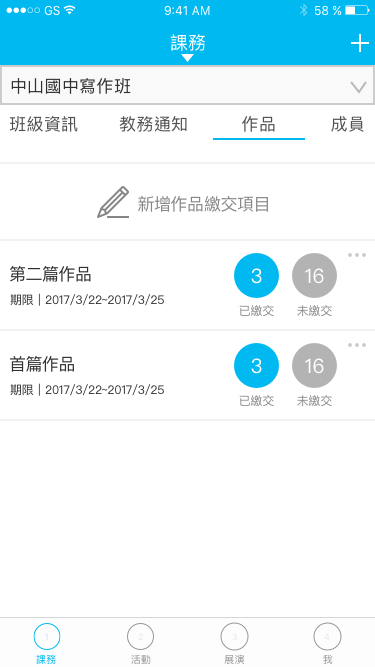 GS 9:41 AM 58 %
課務
中山國中寫作班
班級資訊 教務通知 作品 成員
新增作品繳交項目
第二篇作品 3 16
期限｜2017/3/22~2017/3/25 已繳交 未繳交
首篇作品 3 16
期限｜2017/3/22~2017/3/25 已繳交 未繳交
1 2 3 4
課務 活動 展演 我